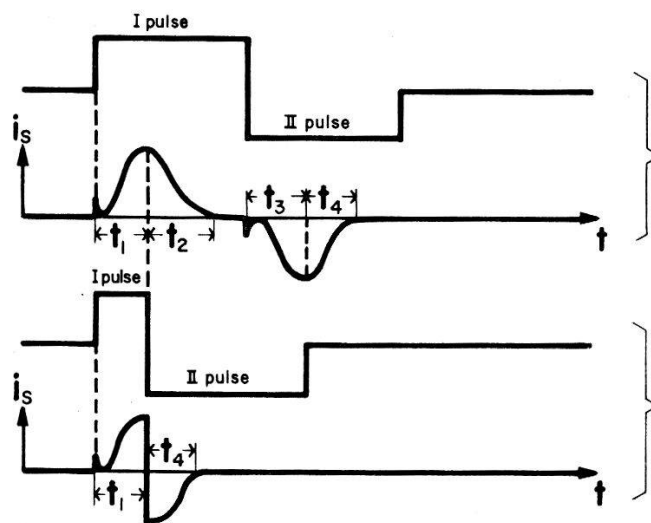 I pulse
II pulse
is
t3 t4
t1 t2 t
I pulse
II pulse
is
t4
t1 t